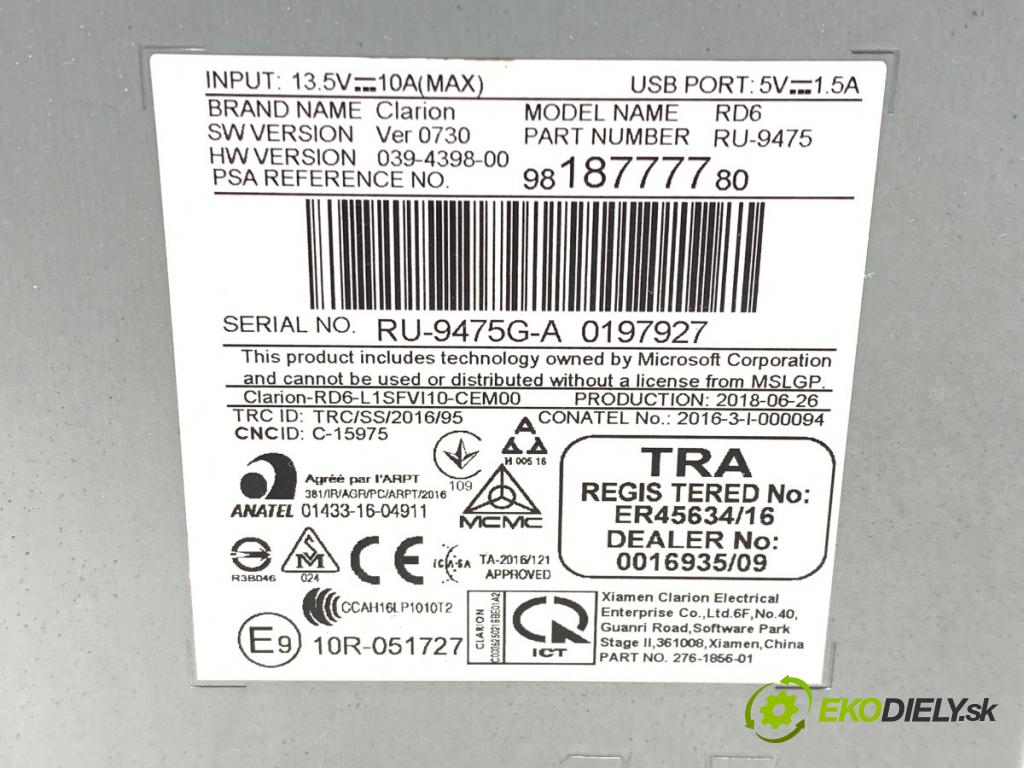 INPUT: 13.5V⎓10A(MAX) USB PORT: 5V⎓1.5A
BRAND NAME Clarion MODEL NAME RD6
SW VERSION Ver 0730 PART NUMBER RU-9475
HW VERSION 039-4398-00
PSA REFERENCE NO. 98 187777 80
SERIAL NO. RU-9475G-A 0197927
This product includes technology owned by Microsoft Corporation
and cannot be used or distributed without a license from MSLGP.
Clarion-RD6-L1SFVI10-CEM00 PRODUCTION: 2018-06-26
TRC ID: TRC/SS/2016/95 CONATEL No.: 2016-3-I-000094
CNCID: C-15975
109
H 005 16
Agréé par l'ARPT
381/IR/AGR/PC/ARPT/2016
ANATEL 01433-16-04911
MCMC
TRA
REGIS TERED No:
ER45634/16
DEALER No:
0016935/09
R3B046
024
CE
ICASA
TA-2016/121
APPROVED
CCAH16LP1010T2
E9 10R-051727
CLARION
ICT
Xiamen Clarion Electrical
Enterprise Co.,Ltd.6F,No.40,
Guanri Road,Software Park
Stage II,361008,Xiamen,China
PART NO. 276-1856-01
EKODIELY.sk